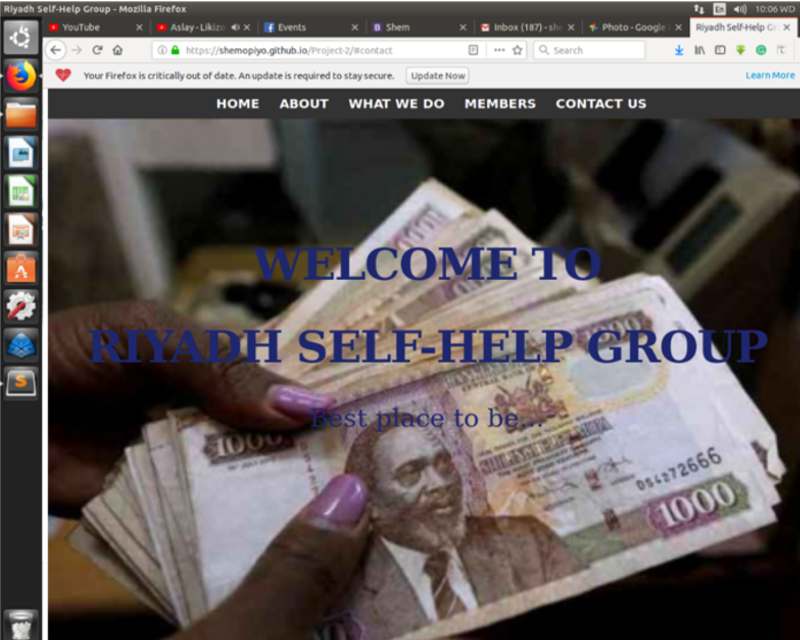 Riyadh Self-Help Group - Mozilla Firefox
En
10:06 WD
YouTube
Aslay - Likizo
Events
Shem
Inbox (187) - she
Photo - Google
Riyadh Self-Help Gr
https://shemopiyo.github.io/Project-2/#contact
Search
Your Firefox is critically out of date. An update is required to stay secure.
Update Now
Learn More
HOME
ABOUT
WHAT WE DO
MEMBERS
CONTACT US
WELCOME TO
RIYADH SELF-HELP GROUP
Best place to be...
1000
DS4272666
1000